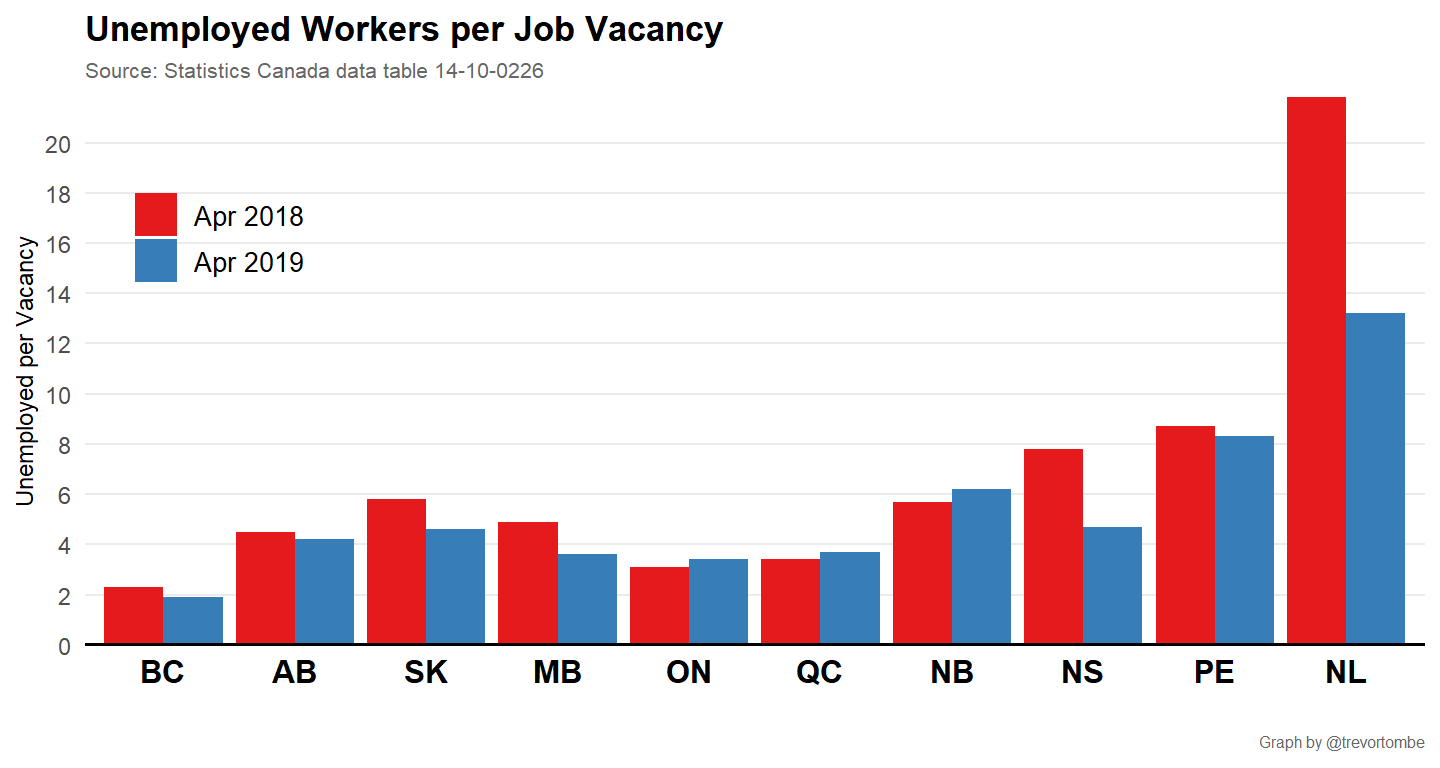 Unemployed Workers per Job Vacancy
Source: Statistics Canada data table 14-10-0226
Unemployed per Vacancy
20
18
16
14
12
10
8
6
4
2
0
Apr 2018
Apr 2019
BC AB SK MB ON QC NB NS PE NL
Graph by @trevortombe